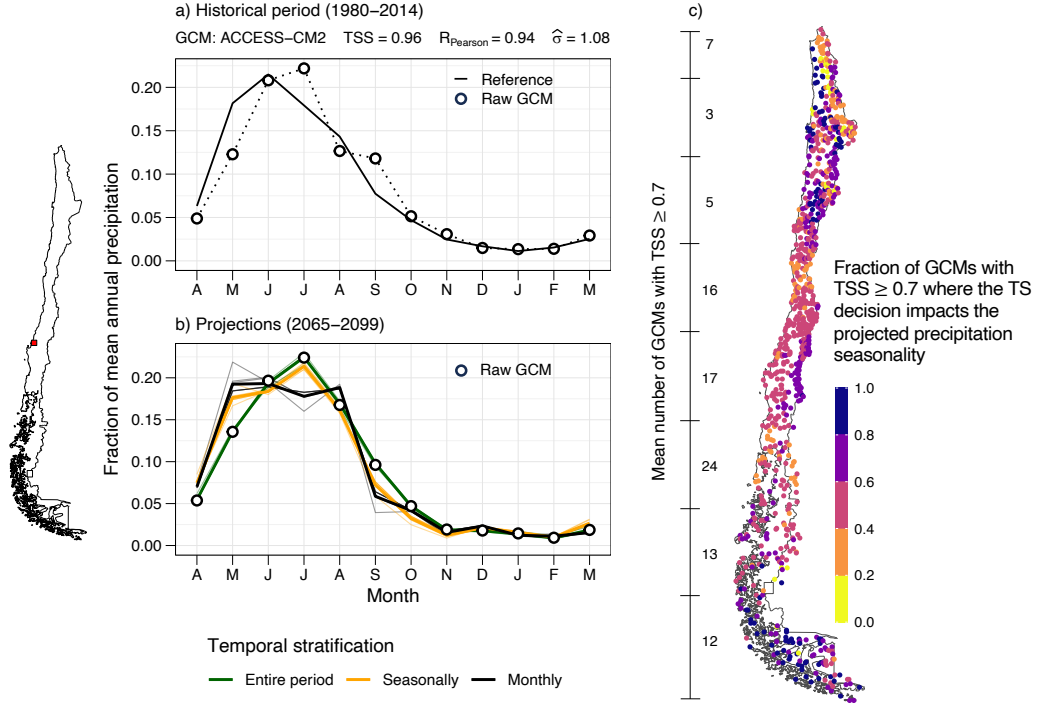 a) Historical period (1980−2014)
GCM: ACCESS−CM2 TSS = 0.96 R_Pearson = 0.94 σ̂ = 1.08
Fraction of mean annual precipitation
0.20
0.15
0.10
0.05
0.00
Reference
Raw GCM
A M J J A S O N D J F M
b) Projections (2065−2099)
0.20
0.15
0.10
0.05
0.00
Raw GCM
A M J J A S O N D J F M
Month
Temporal stratification
Entire period Seasonally Monthly
c)
Mean number of GCMs with TSS ≥ 0.7
7
3
5
16
17
24
13
12
Fraction of GCMs with
TSS ≥ 0.7 where the TS
decision impacts the
projected precipitation
seasonality
1.0
0.8
0.6
0.4
0.2
0.0